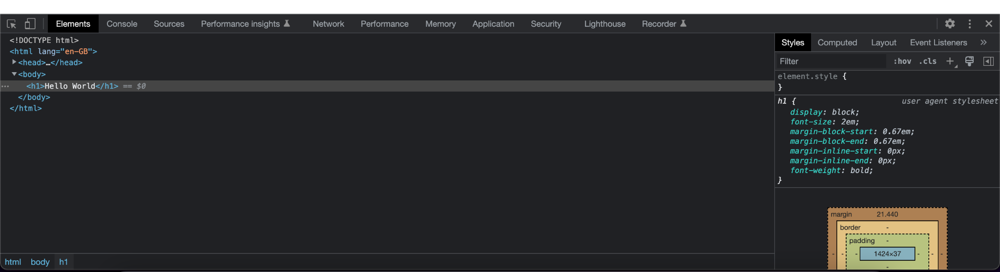 Elements Console Sources Performance insights Network Performance Memory Application Security Lighthouse Recorder
<!DOCTYPE html>
<html lang="en-GB">
<head>…</head>
<body>
<h1>Hello World</h1> == $0
</body>
</html>
html body h1
Styles Computed Layout Event Listeners »
Filter :hov .cls +
element.style {
}
h1 { user agent stylesheet
display: block;
font-size: 2em;
margin-block-start: 0.67em;
margin-block-end: 0.67em;
margin-inline-start: 0px;
margin-inline-end: 0px;
font-weight: bold;
}
margin 21.440
border -
padding -
- - - 1424×37 - - -
-